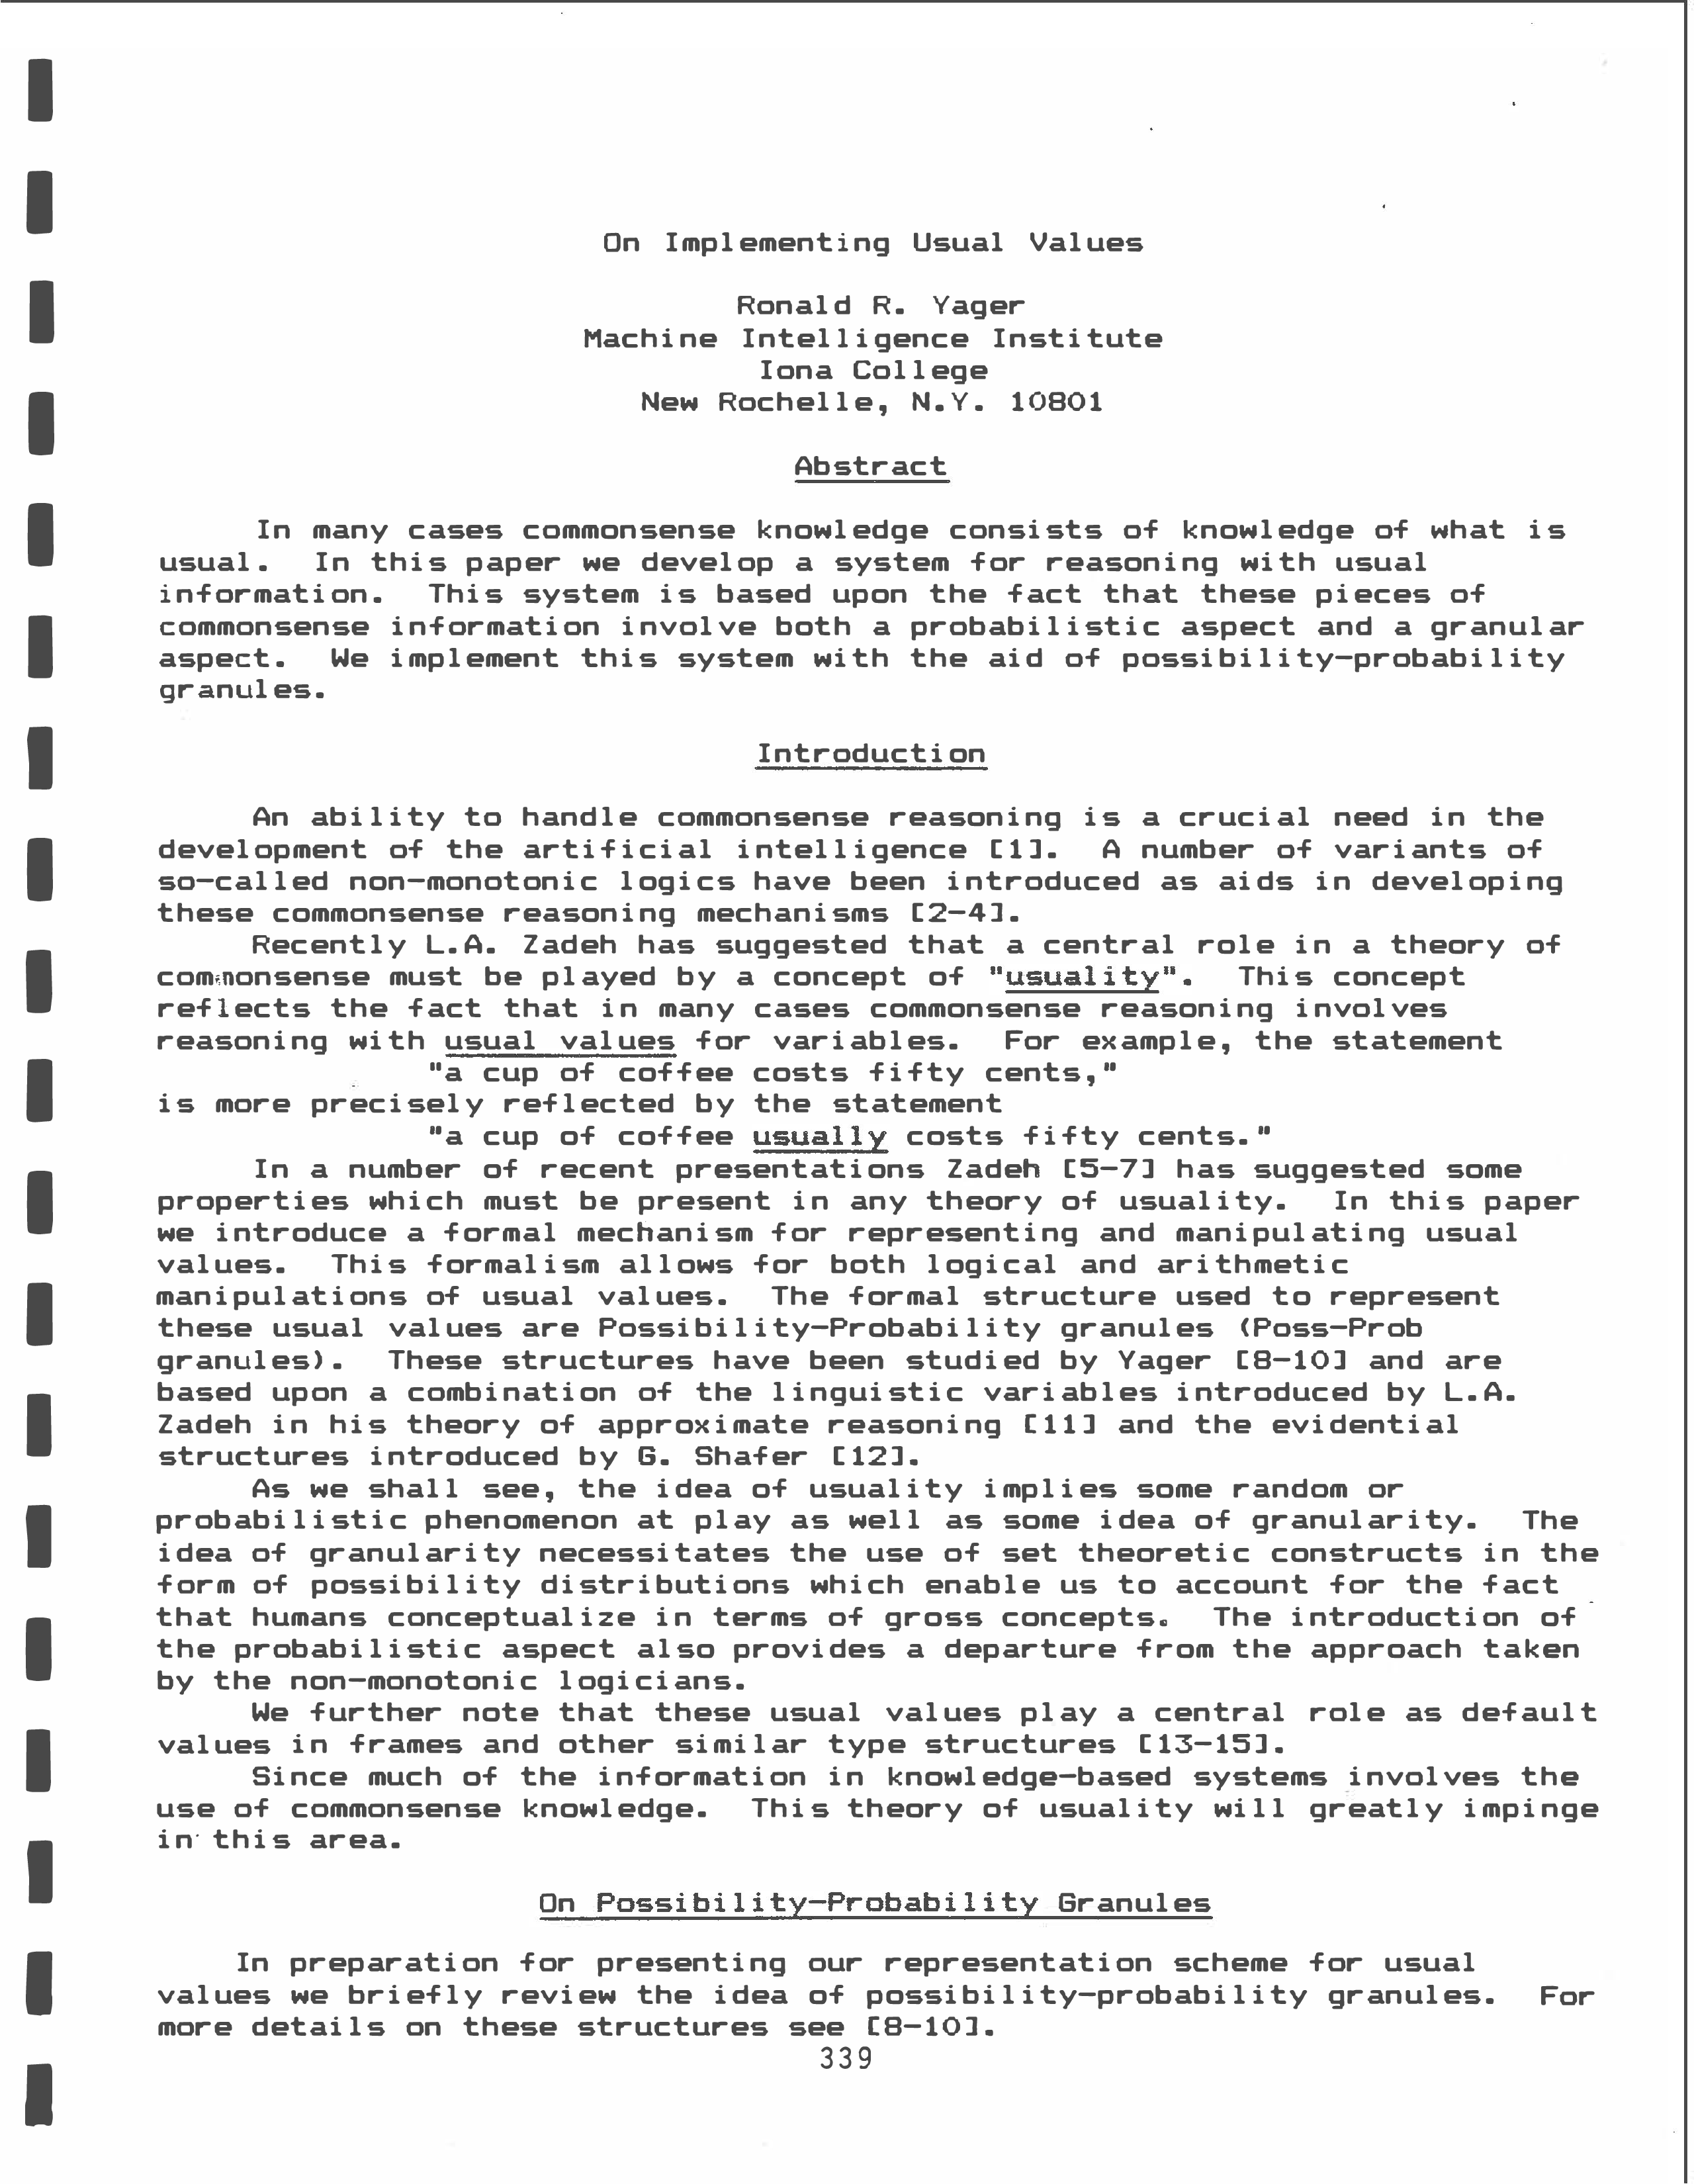 On Implementing Usual Values
Ronald R. Yager
Machine Intelligence Institute
Iona College
New Rochelle, N.Y. 10801
Abstract
In many cases commonsense knowledge consists of knowledge of what is
usual. In this paper we develop a system for reasoning with usual
information. This system is based upon the fact that these pieces of
commonsense information involve both a probabilistic aspect and a granular
aspect. We implement this system with the aid of possibility-probability
granules.
Introduction
An ability to handle commonsense reasoning is a crucial need in the
development of the artificial intelligence [1]. A number of variants of
so-called non-monotonic logics have been introduced as aids in developing
these commonsense reasoning mechanisms [2-4].
Recently L.A. Zadeh has suggested that a central role in a theory of
commonsense must be played by a concept of "usuality". This concept
reflects the fact that in many cases commonsense reasoning involves
reasoning with usual values for variables. For example, the statement
"a cup of coffee costs fifty cents,"
is more precisely reflected by the statement
"a cup of coffee usually costs fifty cents."
In a number of recent presentations Zadeh [5-7] has suggested some
properties which must be present in any theory of usuality. In this paper
we introduce a formal mechanism for representing and manipulating usual
values. This formalism allows for both logical and arithmetic
manipulations of usual values. The formal structure used to represent
these usual values are Possibility-Probability granules (Poss-Prob
granules). These structures have been studied by Yager [8-10] and are
based upon a combination of the linguistic variables introduced by L.A.
Zadeh in his theory of approximate reasoning [11] and the evidential
structures introduced by G. Shafer [12].
As we shall see, the idea of usuality implies some random or
probabilistic phenomenon at play as well as some idea of granularity. The
idea of granularity necessitates the use of set theoretic constructs in the
form of possibility distributions which enable us to account for the fact
that humans conceptualize in terms of gross concepts. The introduction of
the probabilistic aspect also provides a departure from the approach taken
by the non-monotonic logicians.
We further note that these usual values play a central role as default
values in frames and other similar type structures [13-15].
Since much of the information in knowledge-based systems involves the
use of commonsense knowledge. This theory of usuality will greatly impinge
in this area.
On Possibility-Probability Granules
In preparation for presenting our representation scheme for usual
values we briefly review the idea of possibility-probability granules. For
more details on these structures see [8-10].
339